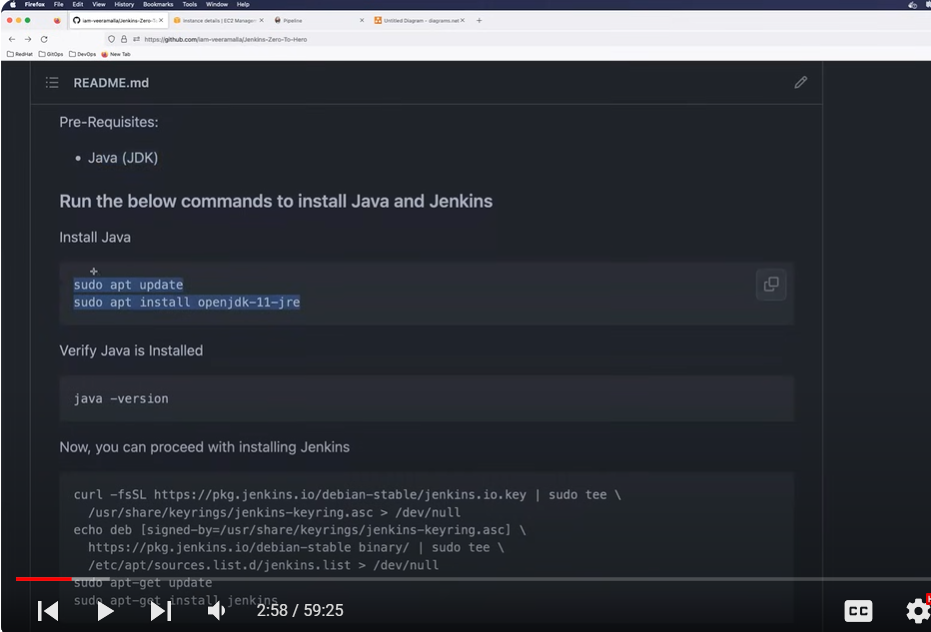 Firefox File Edit View History Bookmarks Tools Window Help
iam-veeramalla/Jenkins-Zero-T × Instance details | EC2 Manage × Pipeline × Untitled Diagram - diagrams.net × +
https://github.com/iam-veeramalla/Jenkins-Zero-To-Hero
RedHat GitOps DevOps New Tab
README.md
Pre-Requisites:
• Java (JDK)
Run the below commands to install Java and Jenkins
Install Java
sudo apt update
sudo apt install openjdk-11-jre
Verify Java is Installed
java -version
Now, you can proceed with installing Jenkins
curl -fsSL https://pkg.jenkins.io/debian-stable/jenkins.io.key | sudo tee \
/usr/share/keyrings/jenkins-keyring.asc > /dev/null
echo deb [signed-by=/usr/share/keyrings/jenkins-keyring.asc] \
https://pkg.jenkins.io/debian-stable binary/ | sudo tee \
/etc/apt/sources.list.d/jenkins.list > /dev/null
sudo apt-get update
sudo apt-get install jenkins
2:58 / 59:25
CC